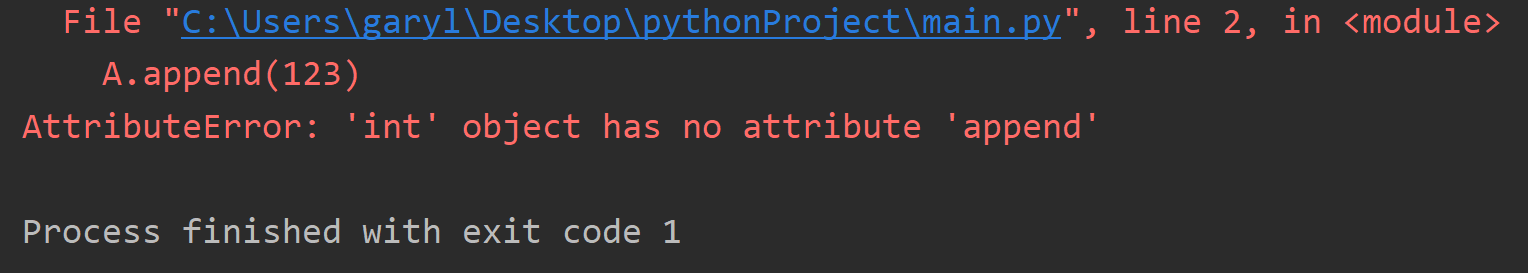 File "C:\Users\garyl\Desktop\pythonProject\main.py", line 2, in <module>
A.append(123)
AttributeError: 'int' object has no attribute 'append'
Process finished with exit code 1